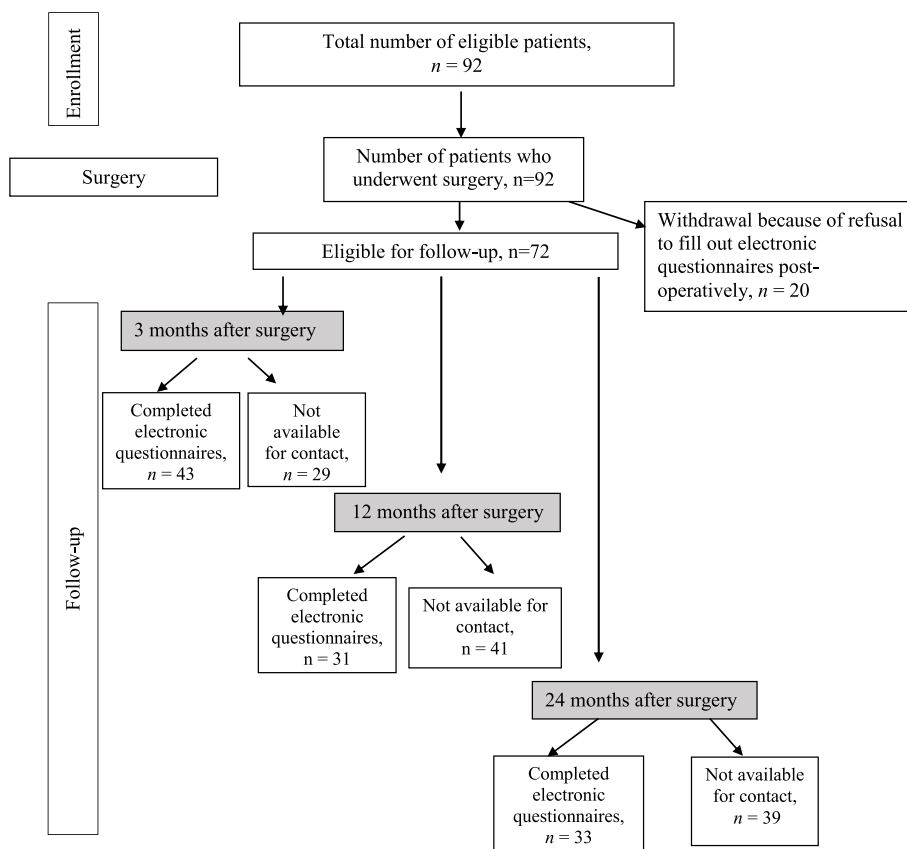 Enrollment
Total number of eligible patients,
n = 92
Surgery
Number of patients who
underwent surgery, n=92
Withdrawal because of refusal
to fill out electronic
questionnaires post-
operatively, n = 20
Eligible for follow-up, n=72
Follow-up
3 months after surgery
Completed
electronic
questionnaires,
n = 43
Not
available
for contact,
n = 29
12 months after surgery
Completed
electronic
questionnaires,
n = 31
Not available for
contact,
n = 41
24 months after surgery
Completed
electronic
questionnaires,
n = 33
Not available
for contact,
n = 39